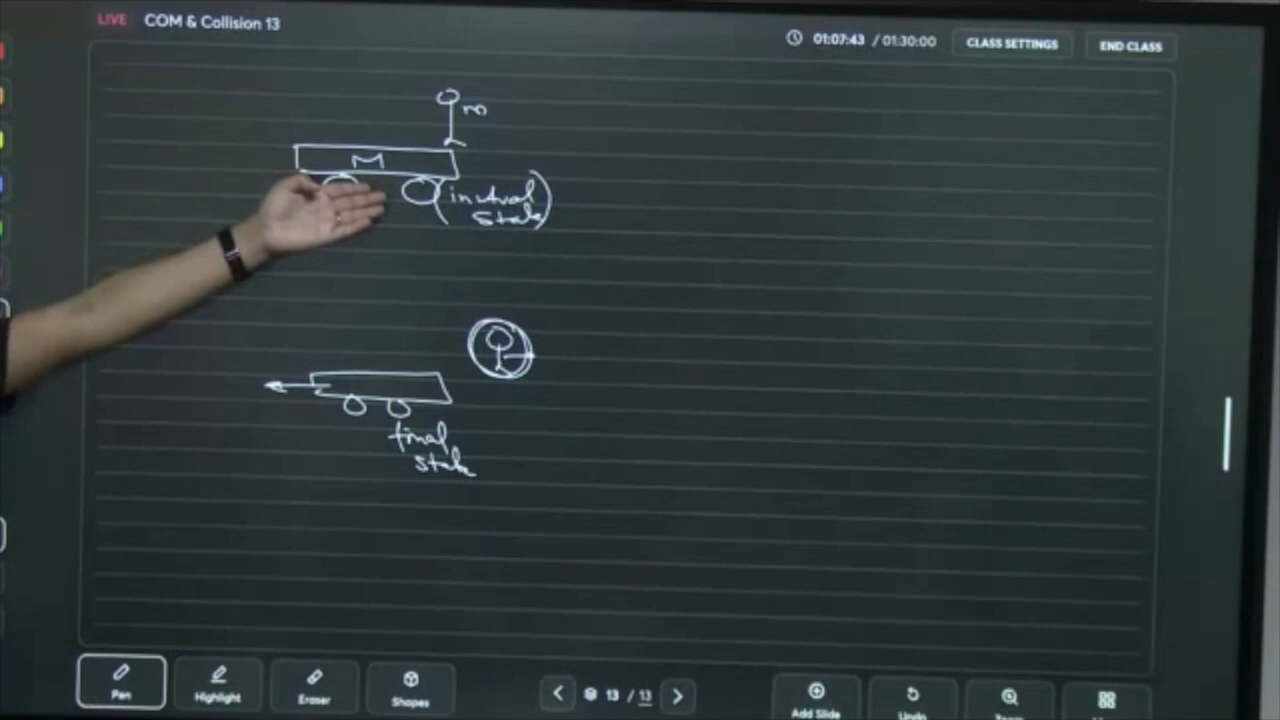 LIVE COM & Collision 13
01:07:43 / 01:30:00 CLASS SETTINGS END CLASS
m
M
(initial
state)
final
state
Pen Highlight Eraser Shapes
13 / 13
Add Slide Undo Zoom